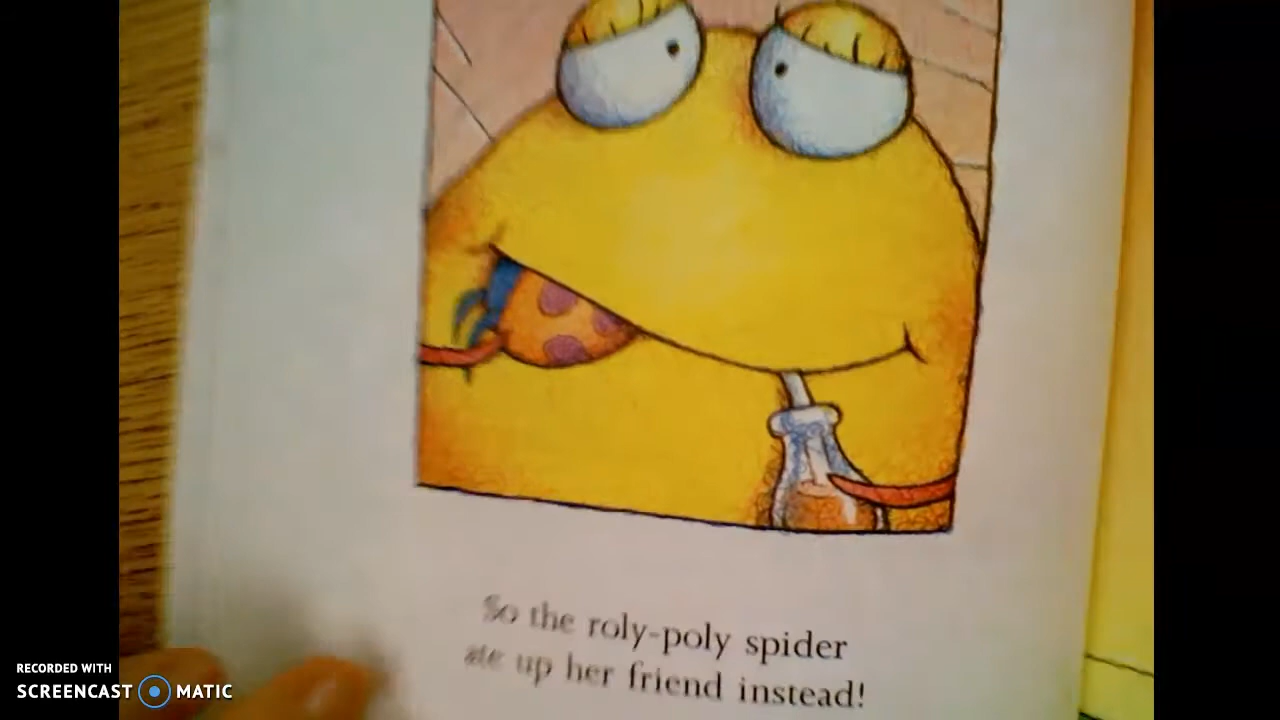 So the roly-poly spider
ate up her friend instead!
RECORDED WITH
SCREENCAST MATIC